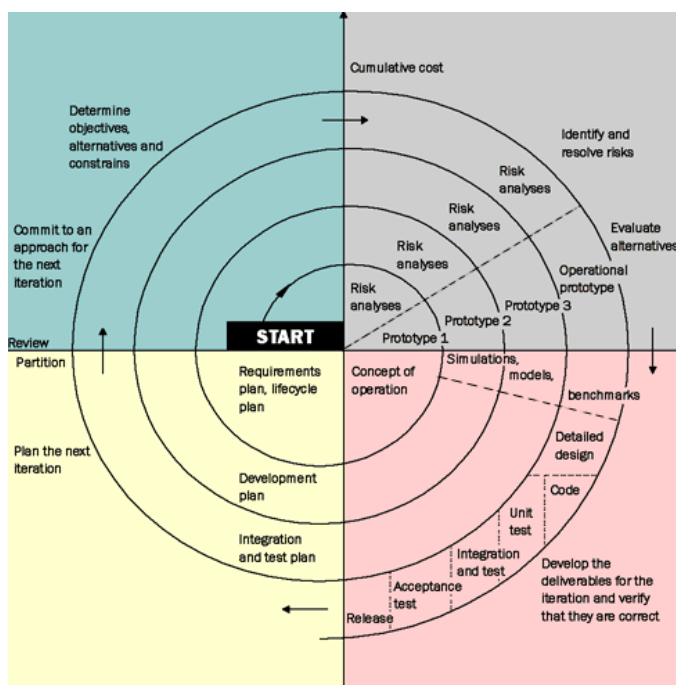 Cumulative cost
Determine
objectives,
alternatives and
constrains
Identify and
resolve risks
Risk
analyses
Risk
analyses
Risk
analyses
Risk
analyses
Commit to an
approach for
the next
iteration
Evaluate
alternatives
Operational
prototype
Prototype 3
Prototype 2
Prototype 1
START
Review
Partition
Requirements
plan, lifecycle
plan
Concept of
operation
Simulations,
models,
benchmarks
Plan the next
iteration
Development
plan
Integration
and test plan
Detailed
design
Code
Unit
test
Integration
and test
Acceptance
test
Release
Develop the
deliverables for the
iteration and verify
that they are correct